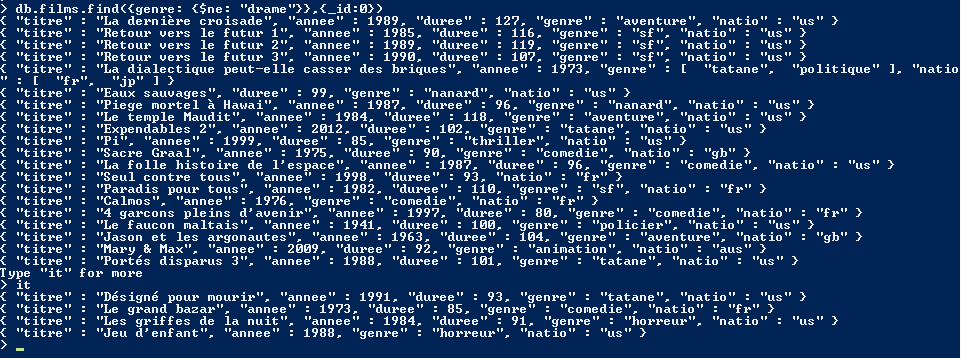 > db.films.find({genre: {$ne: "drame"}},{_id:0})
{ "titre" : "La dernière croisade", "annee" : 1989, "duree" : 127, "genre" : "aventure", "natio" : "us" }
{ "titre" : "Retour vers le futur 1", "annee" : 1985, "duree" : 116, "genre" : "sf", "natio" : "us" }
{ "titre" : "Retour vers le futur 2", "annee" : 1989, "duree" : 119, "genre" : "sf", "natio" : "us" }
{ "titre" : "Retour vers le futur 3", "annee" : 1990, "duree" : 107, "genre" : "sf", "natio" : "us" }
{ "titre" : "La dialectique peut-elle casser des briques", "annee" : 1973, "genre" : [  "tatane",  "politique" ], "natio
" : [  "fr",  "jp" ] }
{ "titre" : "Eaux sauvages", "duree" : 99, "genre" : "nanard", "natio" : "us" }
{ "titre" : "Piege mortel à Hawai", "annee" : 1987, "duree" : 96, "genre" : "nanard", "natio" : "us" }
{ "titre" : "Le temple Maudit", "annee" : 1984, "duree" : 118, "genre" : "aventure", "natio" : "us" }
{ "titre" : "Expendables 2", "annee" : 2012, "duree" : 102, "genre" : "tatane", "natio" : "us" }
{ "titre" : "Pi", "annee" : 1999, "duree" : 85, "genre" : "thriller", "natio" : "us" }
{ "titre" : "Sacre Graal", "annee" : 1975, "duree" : 90, "genre" : "comedie", "natio" : "gb" }
{ "titre" : "La folle histoire de l'espace", "annee" : 1987, "duree" : 96, "genre" : "comedie", "natio" : "us" }
{ "titre" : "Seul contre tous", "annee" : 1998, "duree" : 93, "natio" : "fr" }
{ "titre" : "Paradis pour tous", "annee" : 1982, "duree" : 110, "genre" : "sf", "natio" : "fr" }
{ "titre" : "Calmos", "annee" : 1976, "genre" : "comedie", "natio" : "fr" }
{ "titre" : "4 garcons pleins d'avenir", "annee" : 1997, "duree" : 80, "genre" : "comedie", "natio" : "fr" }
{ "titre" : "Le faucon maltais", "annee" : 1941, "duree" : 100, "genre" : "policier", "natio" : "us" }
{ "titre" : "Jason et les argonautes", "annee" : 1963, "duree" : 104, "genre" : "aventure", "natio" : "gb" }
{ "titre" : "Mary & Max", "annee" : 2009, "duree" : 92, "genre" : "animation", "natio" : "aus" }
{ "titre" : "Portés disparus 3", "annee" : 1988, "duree" : 101, "genre" : "tatane", "natio" : "us" }
Type "it" for more
> it
{ "titre" : "Désigné pour mourir", "annee" : 1991, "duree" : 93, "genre" : "tatane", "natio" : "us" }
{ "titre" : "Le grand bazar", "annee" : 1973, "duree" : 85, "genre" : "comedie", "natio" : "fr" }
{ "titre" : "Les griffes de la nuit", "annee" : 1984, "duree" : 91, "genre" : "horreur", "natio" : "us" }
{ "titre" : "Jeu d'enfant", "annee" : 1988, "genre" : "horreur", "natio" : "us" }
> _